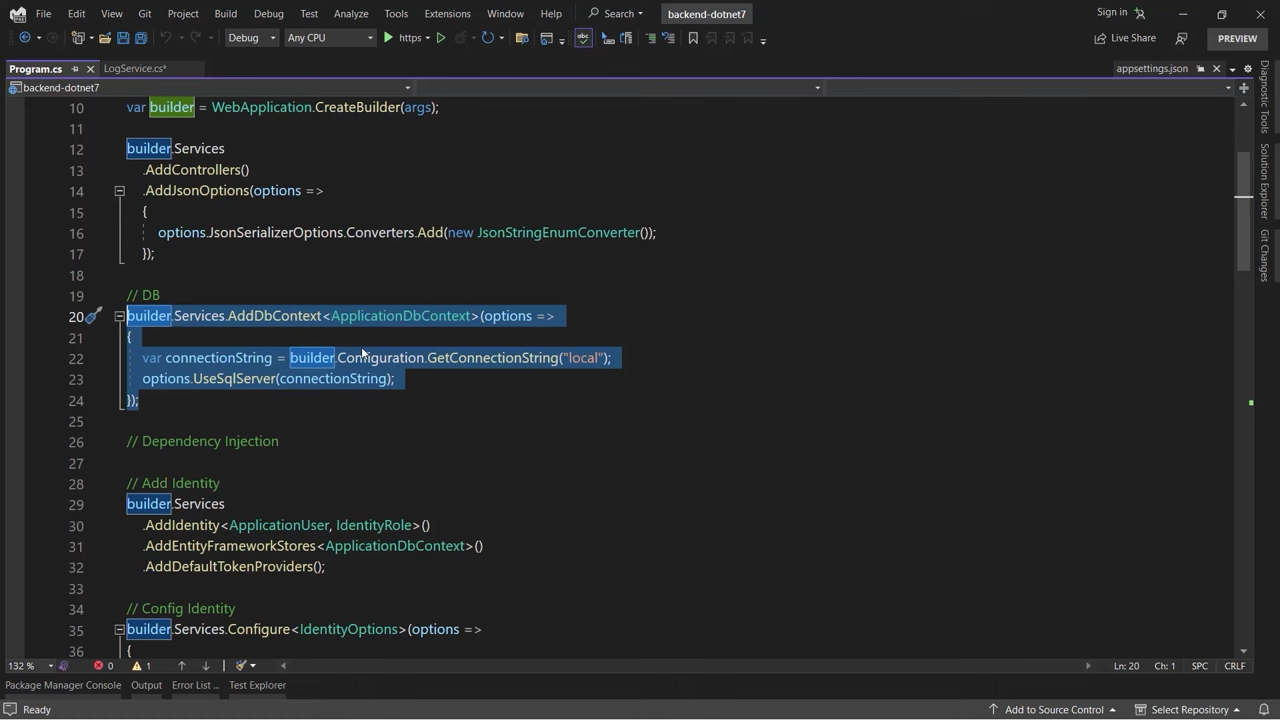 File Edit View Git Project Build Debug Test Analyze Tools Extensions Window Help Search backend-dotnet7 Sign in
Debug Any CPU https abc Live Share PREVIEW
Program.cs LogService.cs* appsettings.json
backend-dotnet7
10 var builder = WebApplication.CreateBuilder(args);
11
12 builder.Services
13 .AddControllers()
14 .AddJsonOptions(options =>
15 {
16 options.JsonSerializerOptions.Converters.Add(new JsonStringEnumConverter());
17 });
18
19 // DB
20 builder.Services.AddDbContext<ApplicationDbContext>(options =>
21 {
22 var connectionString = builder.Configuration.GetConnectionString("local");
23 options.UseSqlServer(connectionString);
24 });
25
26 // Dependency Injection
27
28 // Add Identity
29 builder.Services
30 .AddIdentity<ApplicationUser, IdentityRole>()
31 .AddEntityFrameworkStores<ApplicationDbContext>()
32 .AddDefaultTokenProviders();
33
34 // Config Identity
35 builder.Services.Configure<IdentityOptions>(options =>
36 {
Diagnostic Tools
Solution Explorer
Git Changes
132 % 0 1 Ln: 20 Ch: 1 SPC CRLF
Package Manager Console Output Error List ... Test Explorer
Ready Add to Source Control Select Repository